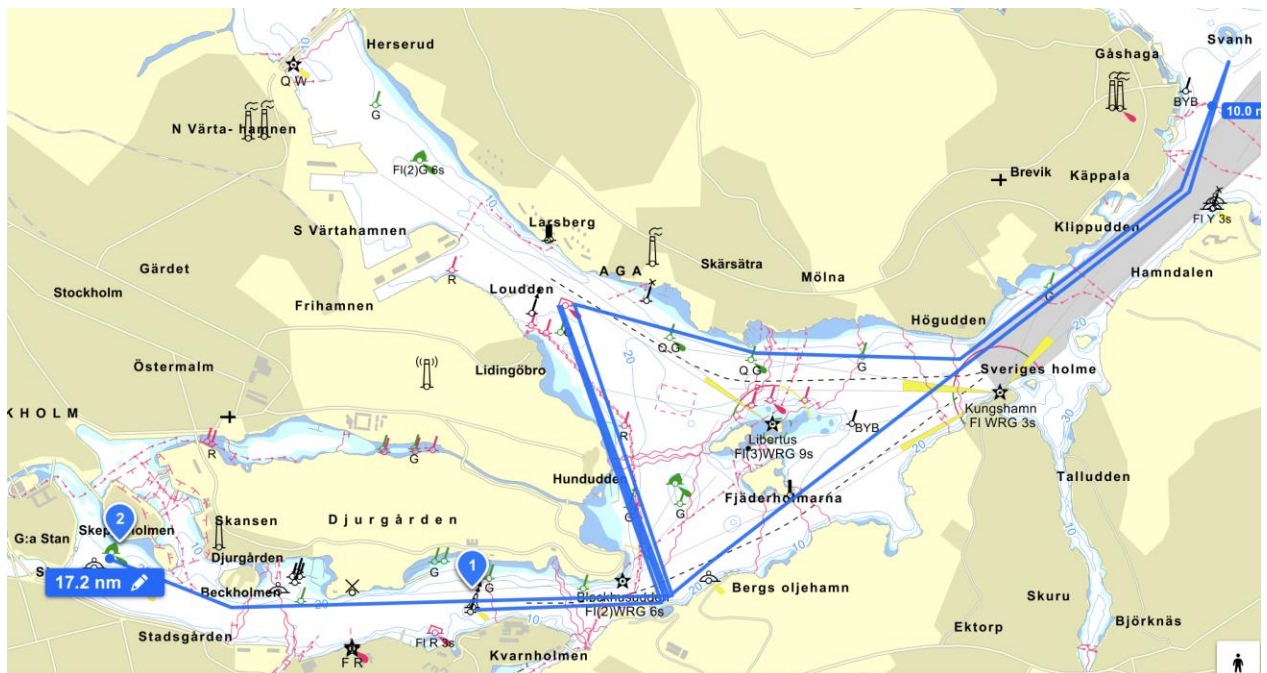 Svanh
Herserud
Gåshaga
Q W
BYB
G
10.0 n
N Värta- hamnen
Fl(2)G 6s
Brevik
Käppala
Fl Y 3s
Larsberg
Klippudden
S Värtahamnen
A G A
Skärsätra
Mölna
Hamndalen
Gärdet
R
Loudden
G
Stockholm
Frihamnen
Högudden
20
Q G
Q G
G
Lidingöbro
Östermalm
Sveriges holme
Kungshamn
Fl WRG 3s
KHOLM
R
BYB
Libertus
Fl(3)WRG 9s
R
G
Hundudden
Talludden
Fjäderholmarna
G
G
2
Skansen
Djurgården
G:a Stan
1
Djurgården
G
G
17.2 nm
Beckholmen
Blockhusudden
Fl(2)WRG 6s
Bergs oljehamn
Skuru
Stadsgården
Fl R 3s
Ektorp
Björknäs
F R
Kvarnholmen